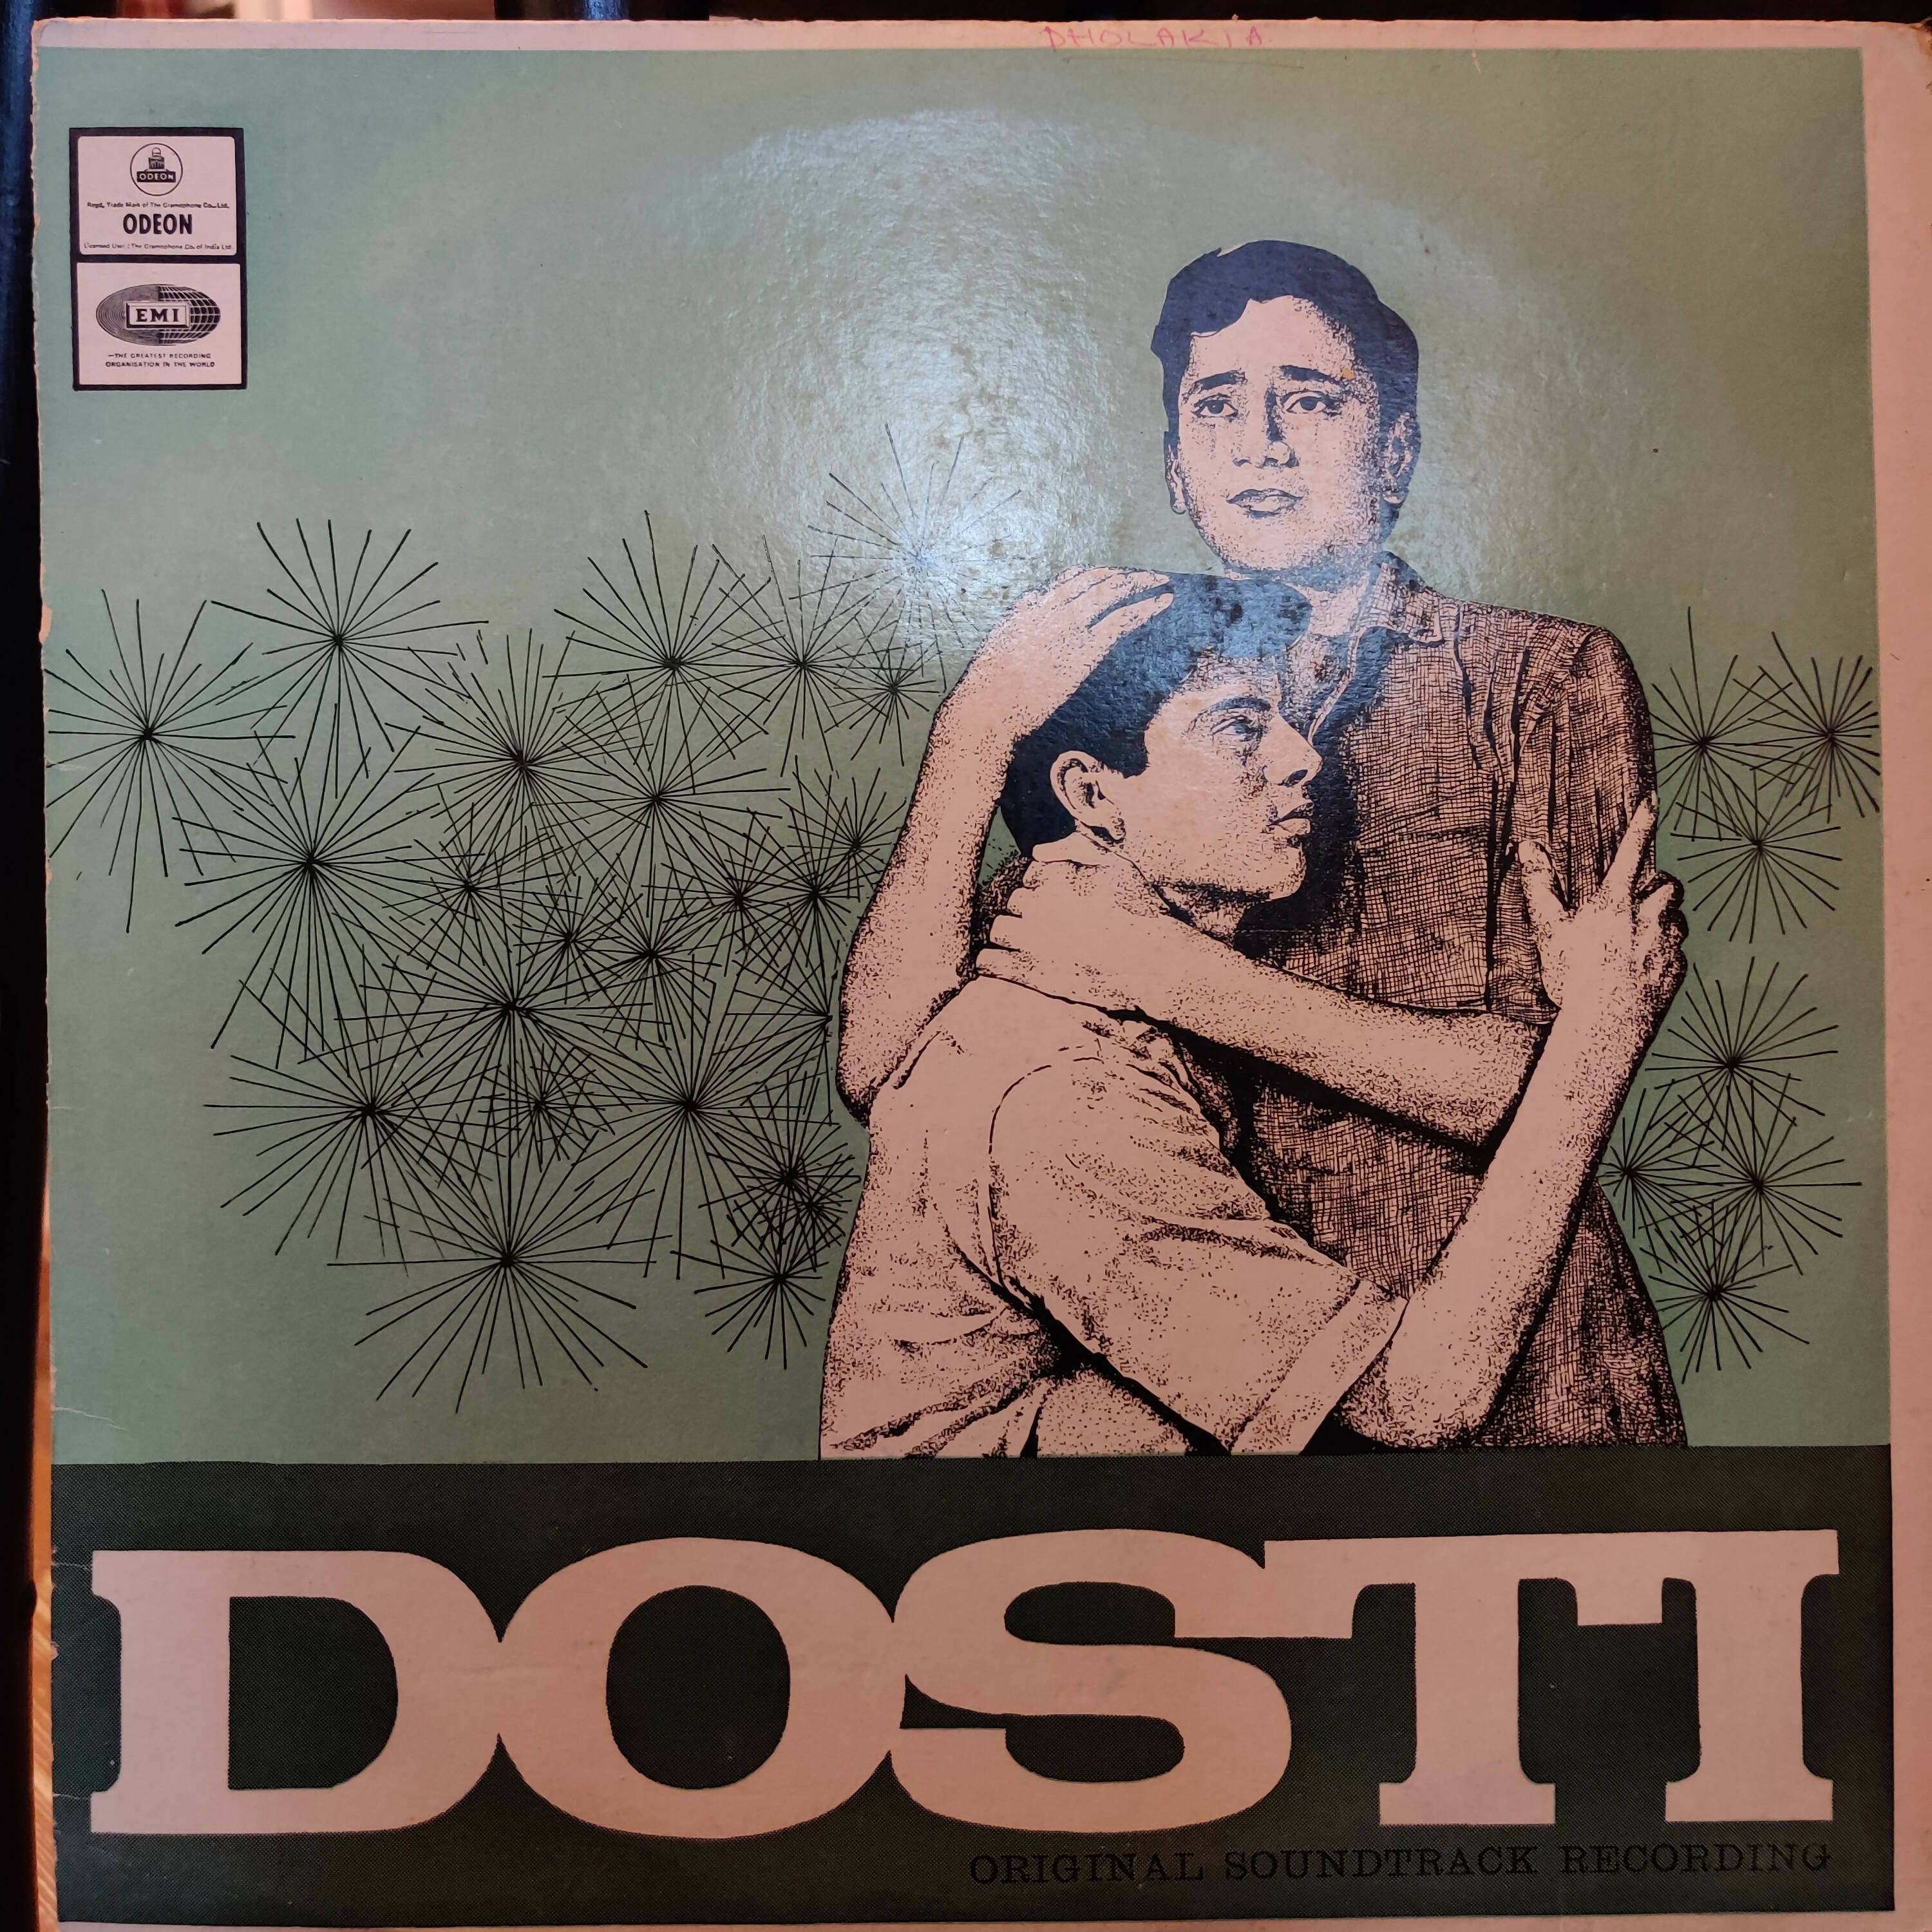 DHOLAKIA
ODEON
Regd. Trade Mark of The Gramophone Co., Ltd.
ODEON
Licensed User : The Gramophone Co. of India Ltd.
EMI
—THE GREATEST RECORDING
ORGANISATION IN THE WORLD
DOSTI
ORIGINAL SOUNDTRACK RECORDING